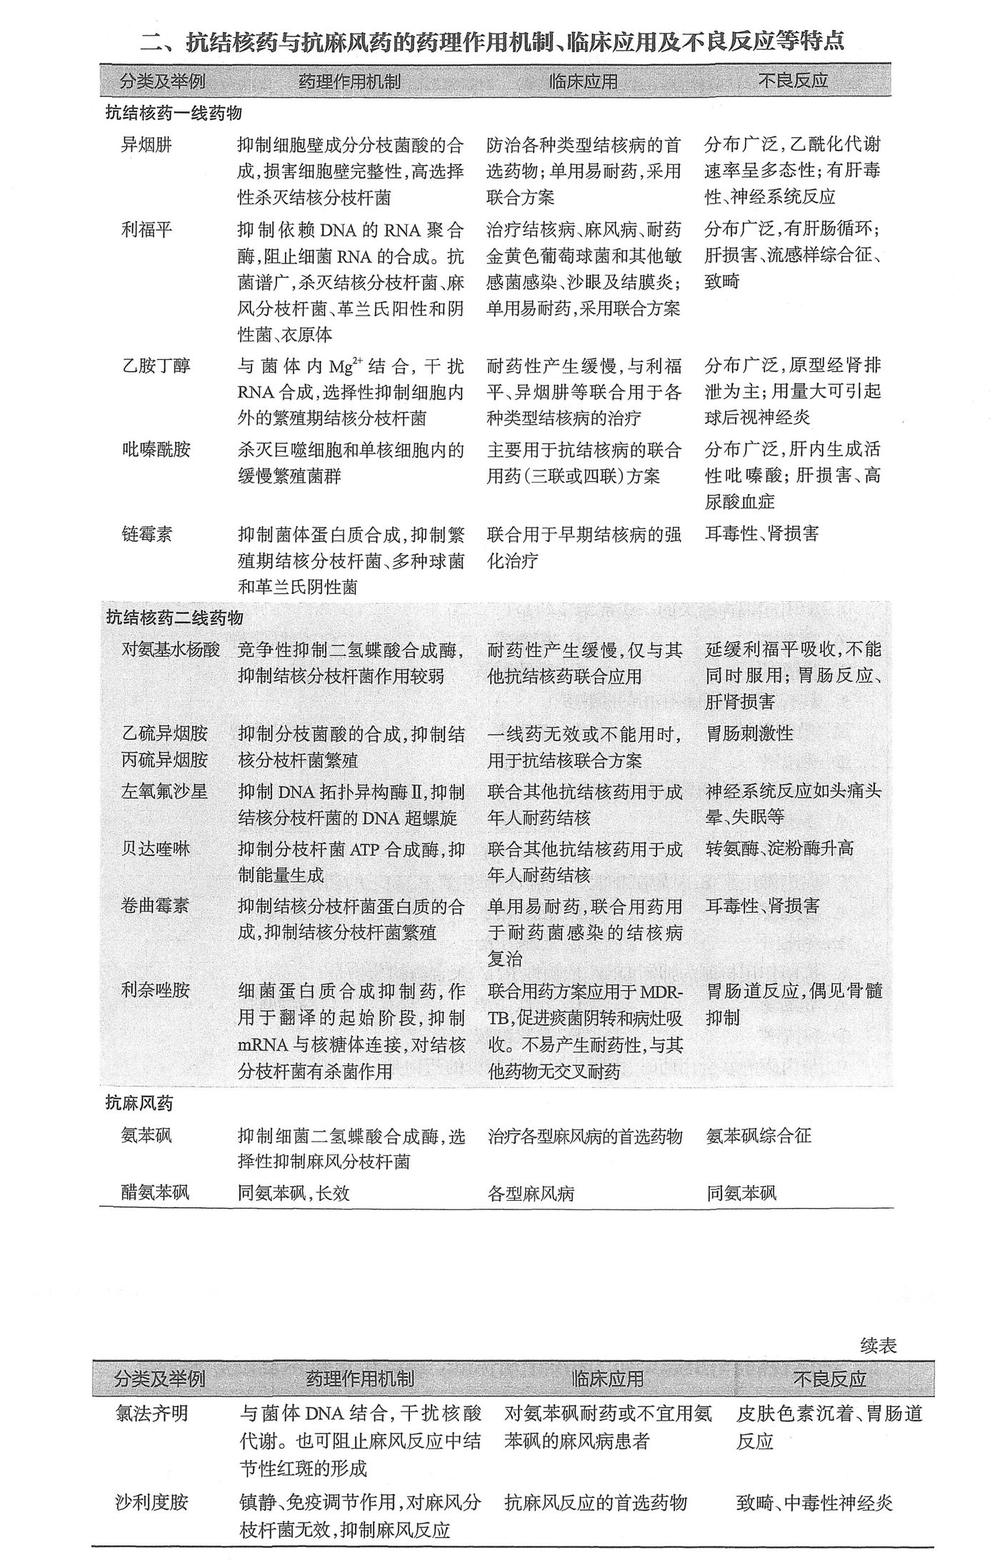 二、抗结核药与抗麻风药的药理作用机制、临床应用及不良反应等特点
分类及举例 药理作用机制 临床应用 不良反应
抗结核药一线药物
异烟肼 抑制细胞壁成分分枝菌酸的合 防治各种类型结核病的首 分布广泛,乙酰化代谢
成,损害细胞壁完整性,高选择 选药物;单用易耐药,采用 速率呈多态性;有肝毒
性杀灭结核分枝杆菌 联合方案 性、神经系统反应
利福平 抑制依赖DNA的RNA聚合 治疗结核病、麻风病、耐药 分布广泛,有肝肠循环;
酶,阻止细菌RNA的合成。抗 金黄色葡萄球菌和其他敏 肝损害、流感样综合征、
菌谱广,杀灭结核分枝杆菌、麻 感菌感染、沙眼及结膜炎; 致畸
风分枝杆菌、革兰氏阳性和阴 单用易耐药,采用联合方案
性菌、衣原体
乙胺丁醇 与菌体内Mg²⁺结合,干扰 耐药性产生缓慢,与利福 分布广泛,原型经肾排
RNA合成,选择性抑制细胞内 平、异烟肼等联合用于各 泄为主;用量大可引起
外的繁殖期结核分枝杆菌 种类型结核病的治疗 球后视神经炎
吡嗪酰胺 杀灭巨噬细胞和单核细胞内的 主要用于抗结核病的联合 分布广泛,肝内生成活
缓慢繁殖菌群 用药(三联或四联)方案 性吡嗪酸;肝损害、高
尿酸血症
链霉素 抑制菌体蛋白质合成,抑制繁 联合用于早期结核病的强 耳毒性、肾损害
殖期结核分枝杆菌、多种球菌 化治疗
和革兰氏阴性菌
抗结核药二线药物
对氨基水杨酸 竞争性抑制二氢蝶酸合成酶, 耐药性产生缓慢,仅与其 延缓利福平吸收,不能
抑制结核分枝杆菌作用较弱 他抗结核药联合应用 同时服用;胃肠反应、
肝肾损害
乙硫异烟胺 抑制分枝菌酸的合成,抑制结 一线药无效或不能用时, 胃肠刺激性
丙硫异烟胺 核分枝杆菌繁殖 用于抗结核联合方案
左氧氟沙星 抑制DNA拓扑异构酶Ⅱ,抑制 联合其他抗结核药用于成 神经系统反应如头痛头
结核分枝杆菌的DNA超螺旋 年人耐药结核 晕、失眠等
贝达喹啉 抑制分枝杆菌ATP合成酶,抑 联合其他抗结核药用于成 转氨酶、淀粉酶升高
制能量生成 年人耐药结核
卷曲霉素 抑制结核分枝杆菌蛋白质的合 单用易耐药,联合用药用 耳毒性、肾损害
成,抑制结核分枝杆菌繁殖 于耐药菌感染的结核病
复治
利奈唑胺 细菌蛋白质合成抑制药,作 联合用药方案应用于MDR- 胃肠道反应,偶见骨髓
用于翻译的起始阶段,抑制 TB,促进痰菌阴转和病灶吸 抑制
mRNA与核糖体连接,对结核 收。不易产生耐药性,与其
分枝杆菌有杀菌作用 他药物无交叉耐药
抗麻风药
氨苯砜 抑制细菌二氢蝶酸合成酶,选 治疗各型麻风病的首选药物 氨苯砜综合征
择性抑制麻风分枝杆菌
醋氨苯砜 同氨苯砜,长效 各型麻风病 同氨苯砜
续表
分类及举例 药理作用机制 临床应用 不良反应
氯法齐明 与菌体DNA结合,干扰核酸 对氨苯砜耐药或不宜用氨 皮肤色素沉着、胃肠道
代谢。也可阻止麻风反应中结 苯砜的麻风病患者 反应
节性红斑的形成
沙利度胺 镇静、免疫调节作用,对麻风分 抗麻风反应的首选药物 致畸、中毒性神经炎
枝杆菌无效,抑制麻风反应